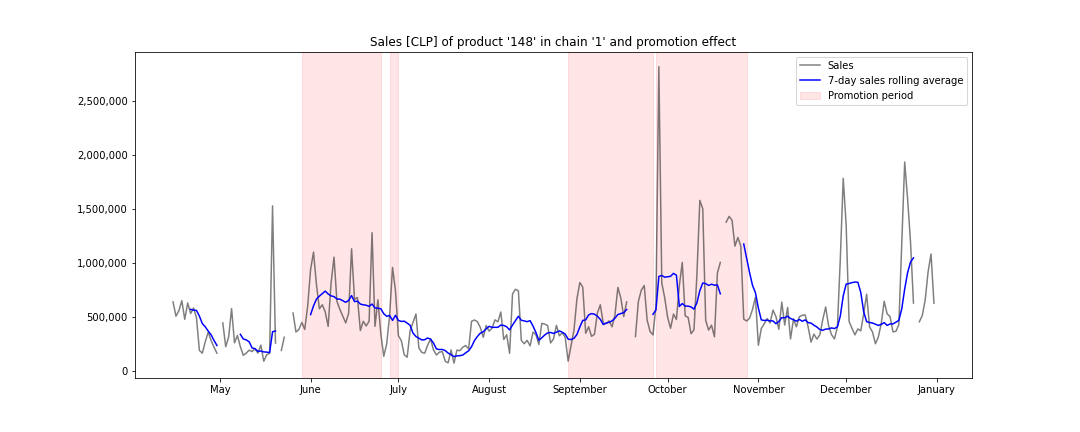 Sales [CLP] of product '148' in chain '1' and promotion effect
Sales
7-day sales rolling average
Promotion period
2,500,000
2,000,000
1,500,000
1,000,000
500,000
0
May June July August September October November December January